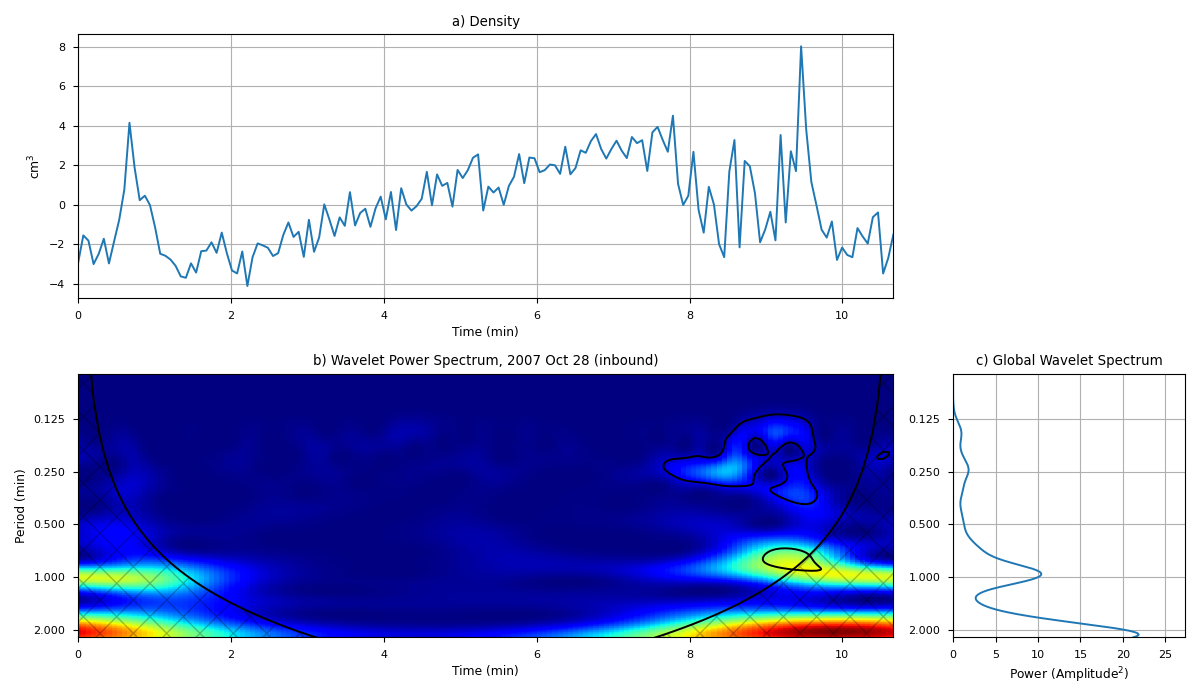 a) Density
8
6
4
2
0
−2
−4
cm³
0 2 4 6 8 10
Time (min)
b) Wavelet Power Spectrum, 2007 Oct 28 (inbound)
0.125
0.250
0.500
1.000
2.000
Period (min)
0 2 4 6 8 10
Time (min)
c) Global Wavelet Spectrum
0.125
0.250
0.500
1.000
2.000
0 5 10 15 20 25
Power (Amplitude²)